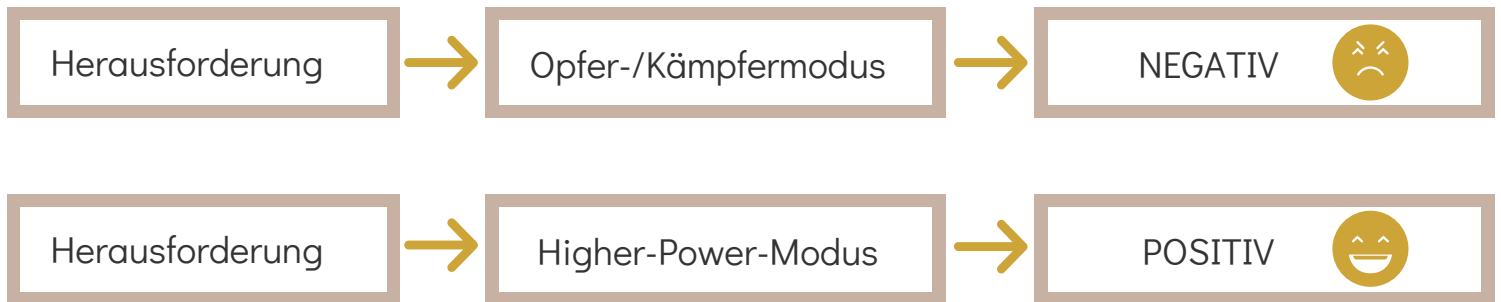 Herausforderung
Opfer-/Kämpfermodus
NEGATIV
Herausforderung
Higher-Power-Modus
POSITIV